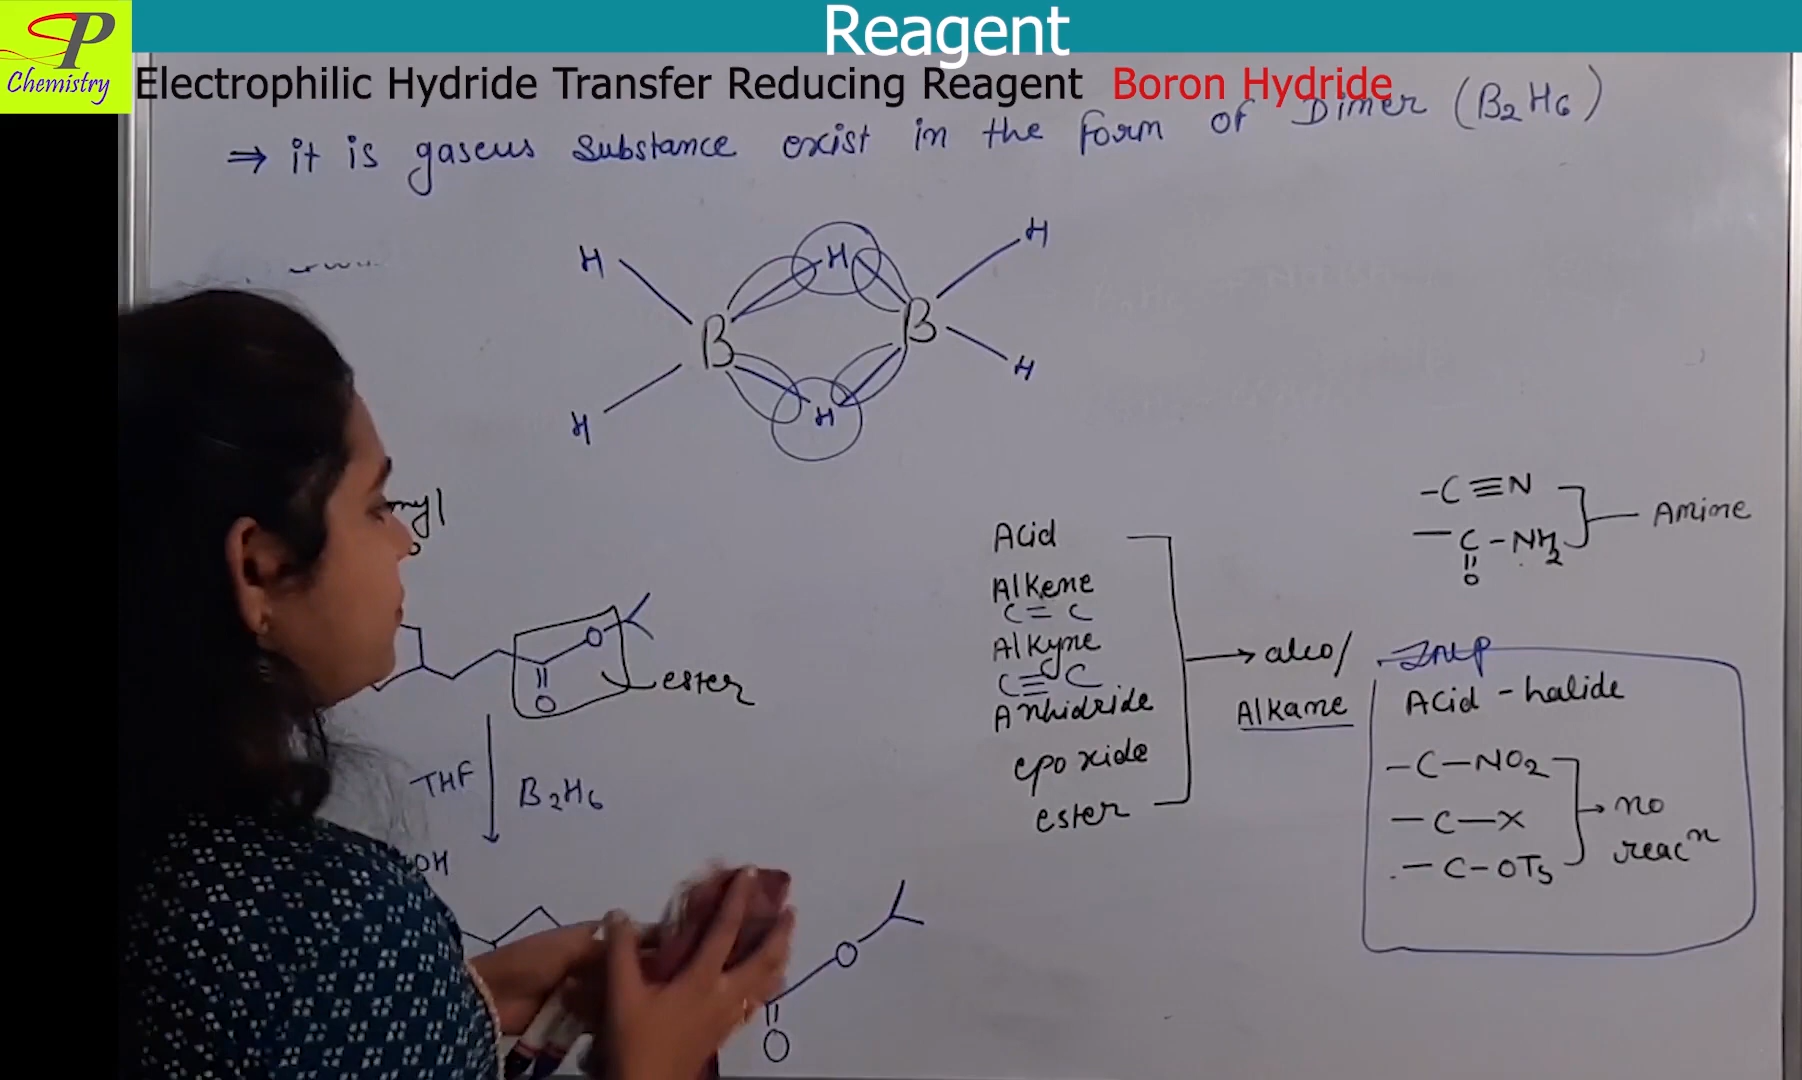 Reagent
P
Chemistry
Electrophilic Hydride Transfer Reducing Reagent Boron Hydride
⇒ it is gaseus substance exist in the form of Dimer (B2H6)
H H H
B B
H H H
myl
O
ester
O
THF B2H6
OH
O
O
Acid
Alkene
C=C
Alkyne
C≡C
Anhidride
epoxide
ester
→ alco/
Alkane
-C≡N
-C-NH2
O
Amine
Imp
Acid-halide
-C-NO2
-C-X
-C-OTs
→ no
reacn